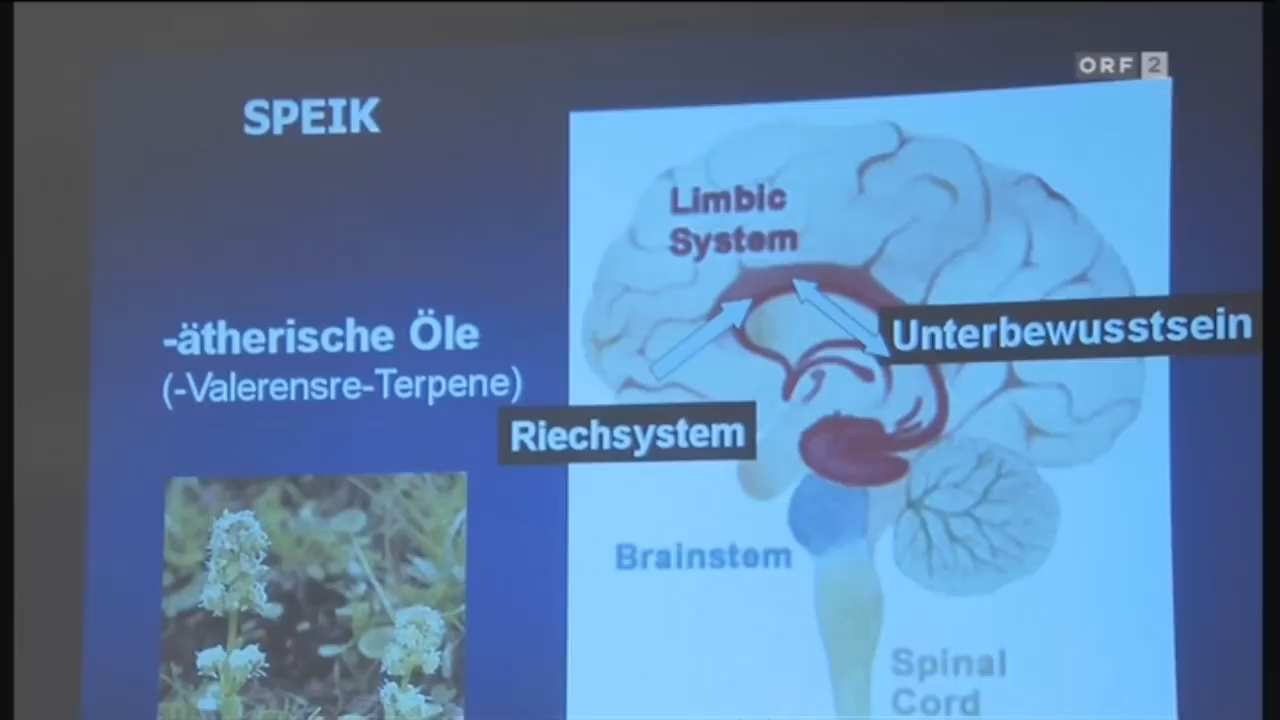 ORF 2
SPEIK
-ätherische Öle
(-Valerensre-Terpene)
Limbic
System
Unterbewusstsein
Riechsystem
Brainstem
Spinal
Cord